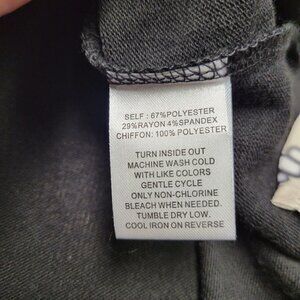 SELF : 67%POLYESTER
29%RAYON 4%SPANDEX
CHIFFON: 100%POLYESTER
TURN INSIDE OUT
MACHINE WASH COLD
WITH LIKE COLORS
GENTLE CYCLE
ONLY NON-CHLORINE
BLEACH WHEN NEEDED.
TUMBLE DRY LOW.
COOL IRON ON REVERSE